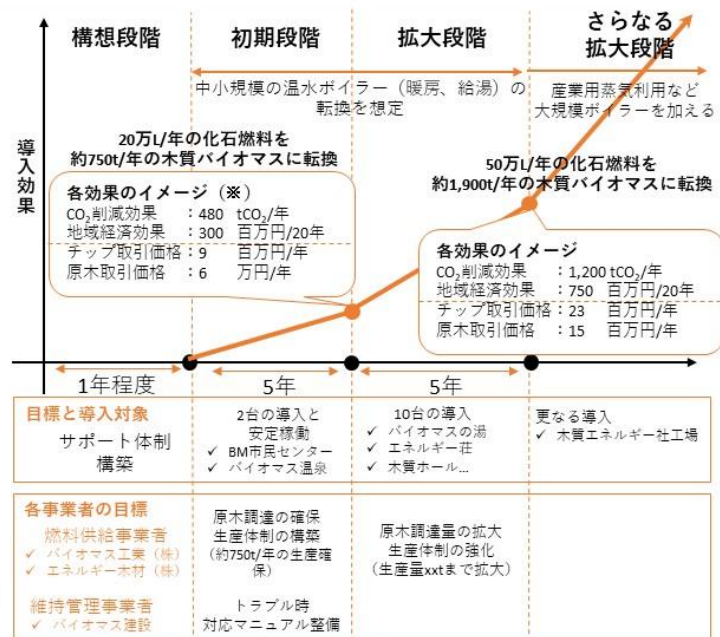 構想段階
初期段階
拡大段階
さらなる
拡大段階
中小規模の温水ボイラー（暖房、給湯）の
転換を想定
産業用蒸気利用など
大規模ボイラーを加える
導入効果
20万L/年の化石燃料を
約750t/年の木質バイオマスに転換
各効果のイメージ（※）
CO₂削減効果 ：480 tCO₂/年
地域経済効果 ：300 百万円/20年
チップ取引価格：9 百万円/年
原木取引価格 ：6 万円/年
50万L/年の化石燃料を
約1,900t/年の木質バイオマスに転換
各効果のイメージ
CO₂削減効果 ：1,200 tCO₂/年
地域経済効果 ：750 百万円/20年
チップ取引価格：23 百万円/年
原木取引価格 ：15 百万円/年
1年程度
5年
5年
目標と導入対象
サポート体制
構築
2台の導入と
安定稼働
✓ BM市民センター
✓ バイオマス温泉
10台の導入
✓ バイオマスの湯
✓ エネルギー荘
✓ 木質ホール…
更なる導入
✓ 木質エネルギー社工場
各事業者の目標
燃料供給事業者
✓ バイオマス工業（株）
✓ エネルギー木材（株）
原木調達の確保
生産体制の構築
(約750t/年の生産確
保)
原木調達量の拡大
生産体制の強化
(生産量xxtまで拡大)
維持管理事業者
✓ バイオマス建設
トラブル時
対応マニュアル整備